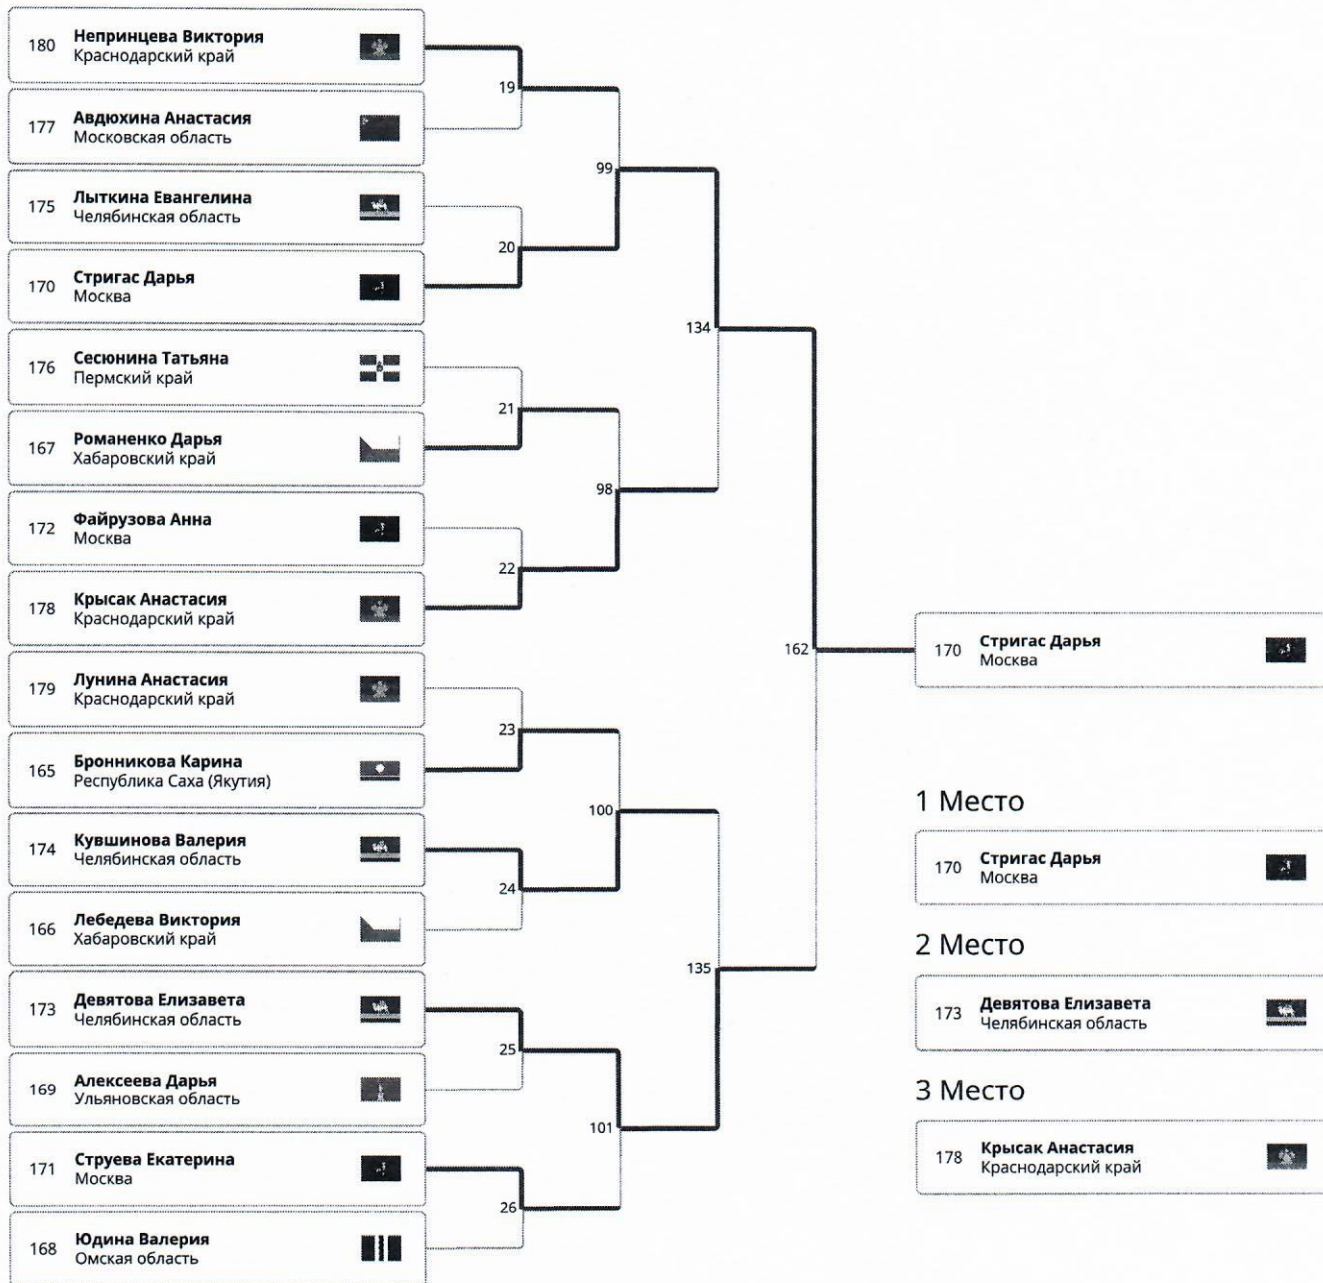 180 Непринцева Виктория
Краснодарский край
19
177 Авдюхина Анастасия
Московская область
99
175 Лыткина Евангелина
Челябинская область
20
170 Стригас Дарья
Москва
134
176 Сесюнина Татьяна
Пермский край
21
167 Романенко Дарья
Хабаровский край
98
172 Файрузова Анна
Москва
22
178 Крысак Анастасия
Краснодарский край
162
170 Стригас Дарья
Москва
179 Лунина Анастасия
Краснодарский край
23
165 Бронникова Карина
Республика Саха (Якутия)
100
174 Кувшинова Валерия
Челябинская область
24
166 Лебедева Виктория
Хабаровский край
135
173 Девятова Елизавета
Челябинская область
25
169 Алексеева Дарья
Ульяновская область
101
171 Струева Екатерина
Москва
26
168 Юдина Валерия
Омская область
1 Место
170 Стригас Дарья
Москва
2 Место
173 Девятова Елизавета
Челябинская область
3 Место
178 Крысак Анастасия
Краснодарский край